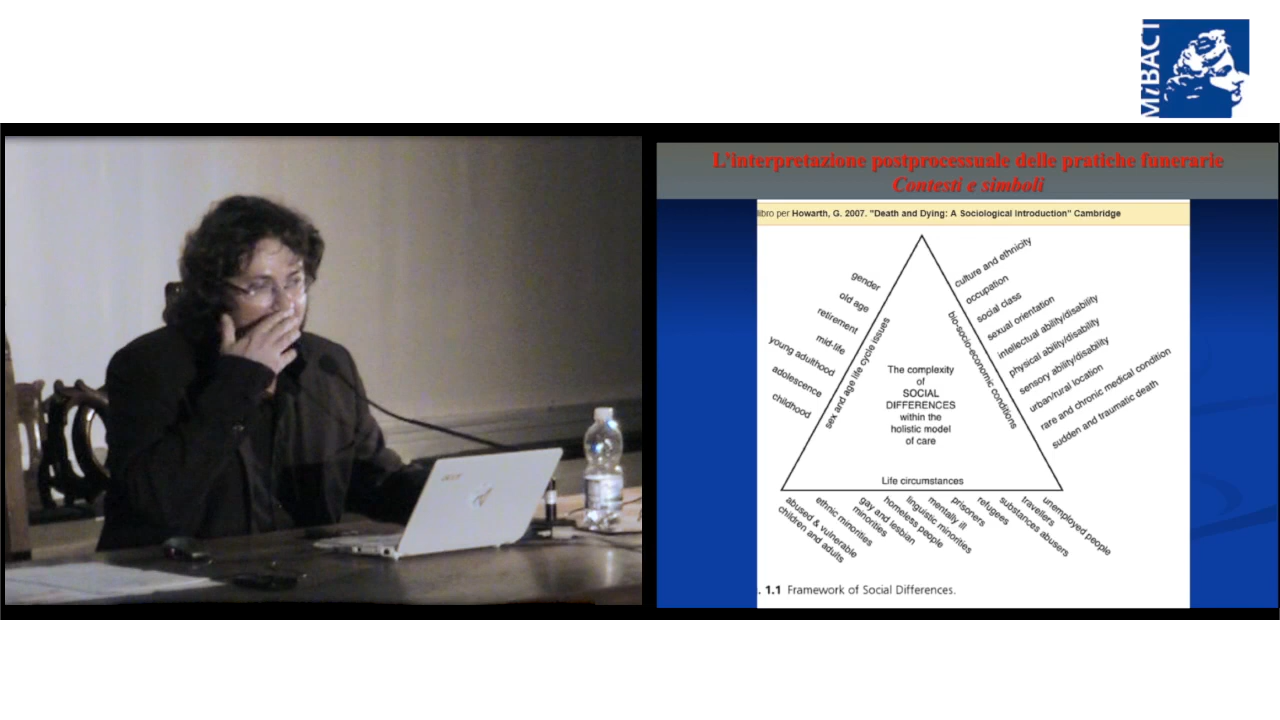 MiBACT
L'interpretazione postprocessuale delle pratiche funerarie
Contesti e simboli
libro per Howarth, G. 2007. "Death and Dying: A Sociological Introduction" Cambridge
gender
old age
retirement
mid-life
young adulthood
adolescence
childhood
sex and age life cycle issues
culture and ethnicity
occupation
social class
sexual orientation
intellectual ability/disability
physical ability/disability
sensory ability/disability
urban/rural location
rare and chronic medical condition
sudden and traumatic death
bio-socio-economic conditions
The complexity
of
SOCIAL
DIFFERENCES
within the
holistic model
of care
Life circumstances
abused & vulnerable
children and adults
ethnic minorities
gay and lesbian
minorities
homeless people
linguistic minorities
mentally ill
prisoners
refugees
substances abusers
travellers
unemployed people
. 1.1 Framework of Social Differences.
acer